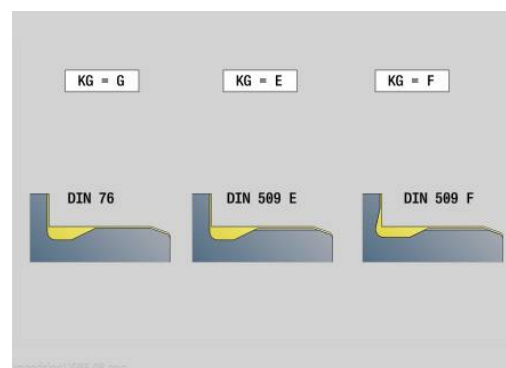 KG = G
KG = E
KG = F
DIN 76
DIN 509 E
DIN 509 F